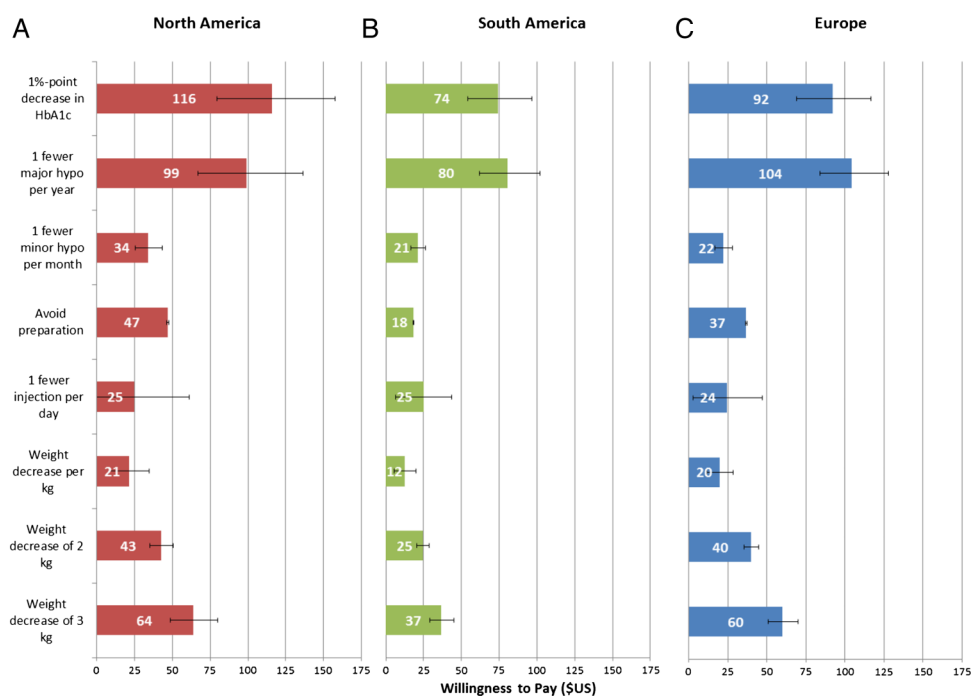 A
North America
B
South America
C
Europe
1%-point
decrease in
HbA1c
116
74
92
1 fewer
major hypo
per year
99
80
104
1 fewer
minor hypo
per month
34
21
22
Avoid
preparation
47
18
37
1 fewer
injection per
day
25
25
24
Weight
decrease per
kg
21
12
20
Weight
decrease of 2
kg
43
25
40
Weight
decrease of 3
kg
64
37
60
0 25 50 75 100 125 150 175
0 25 50 75 100 125 150 175
0 25 50 75 100 125 150 175
Willingness to Pay ($US)